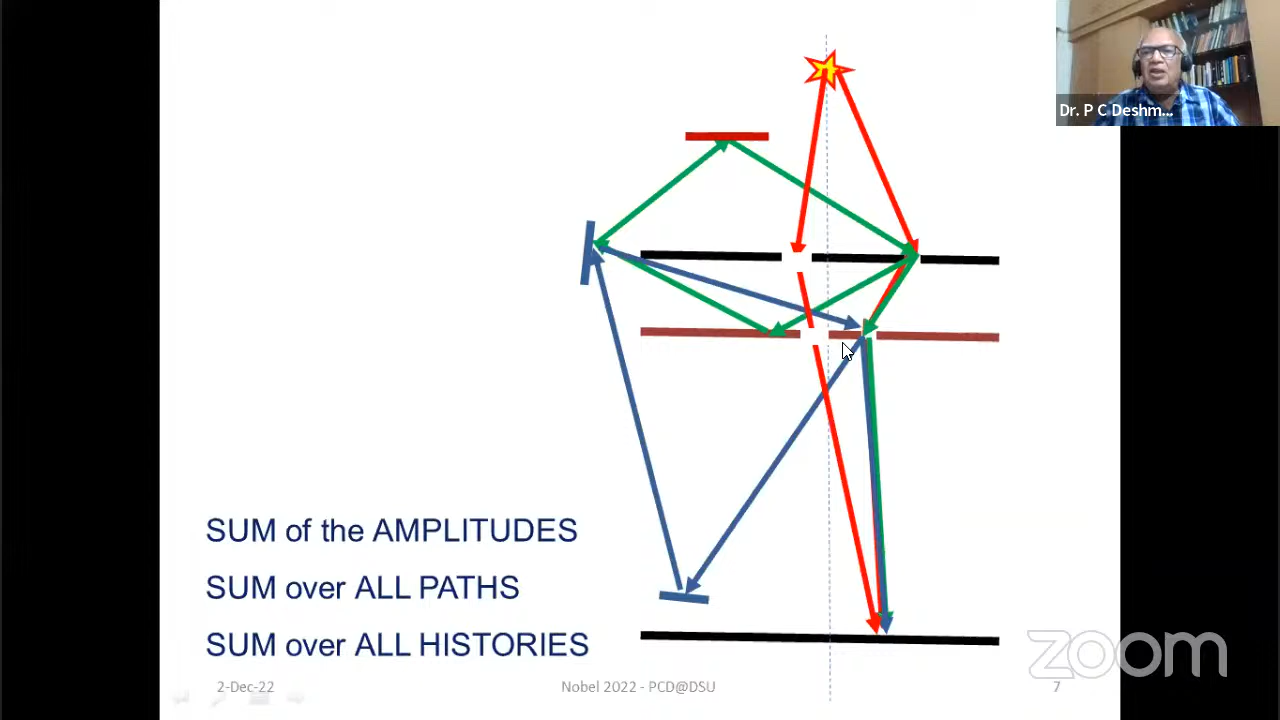 Dr. P C Deshm...
SUM of the AMPLITUDES
SUM over ALL PATHS
SUM over ALL HISTORIES
2-Dec-22
Nobel 2022 - PCD@DSU
7
zoom